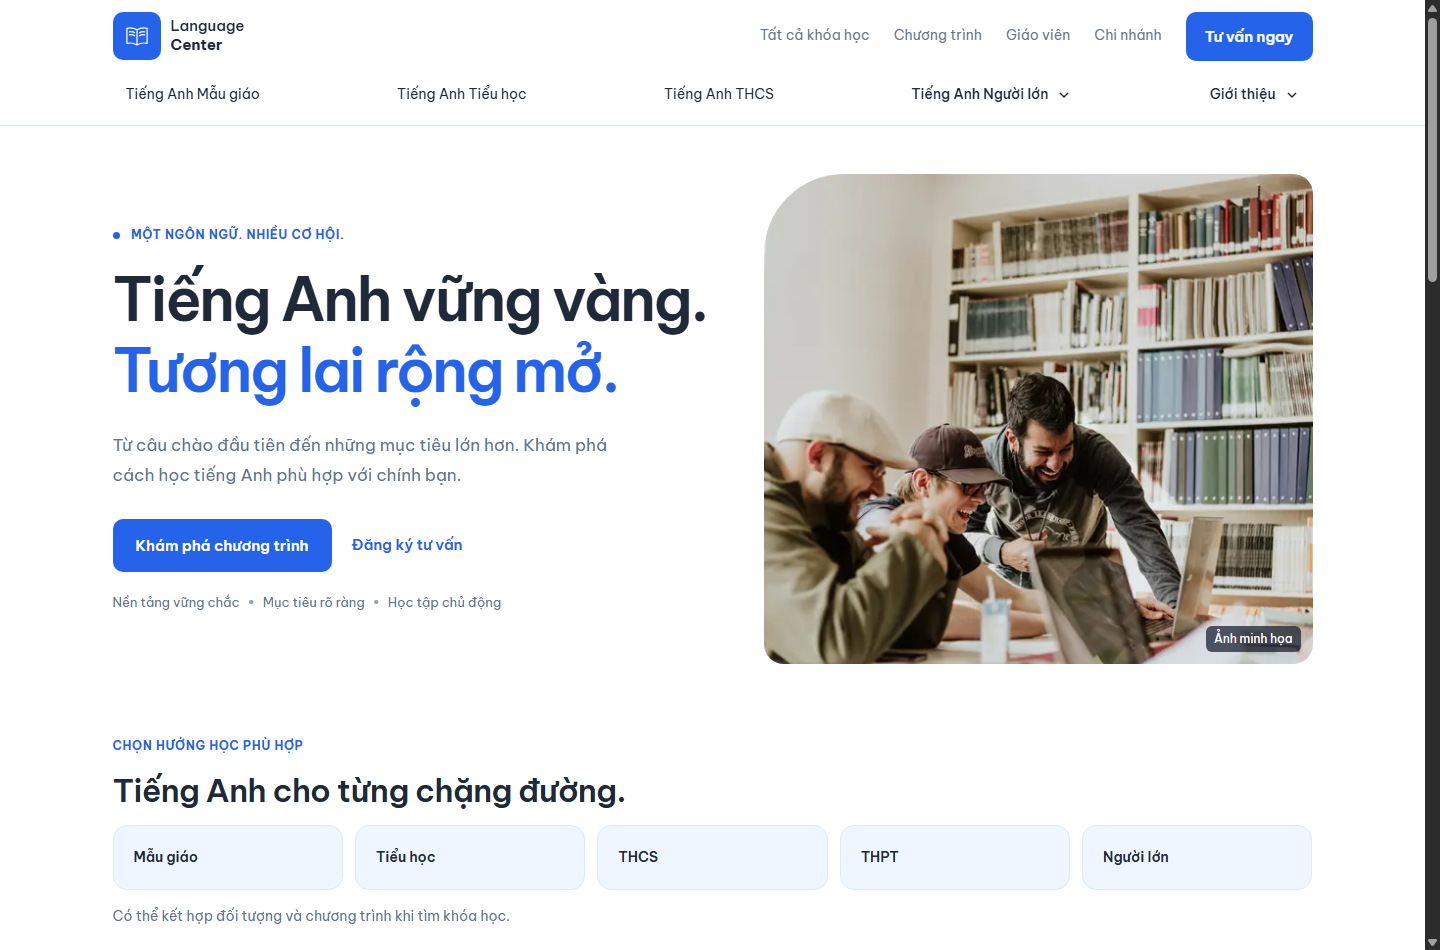 Language
Center
Tất cả khóa học
Chương trình
Giáo viên
Chi nhánh
Tư vấn ngay
Tiếng Anh Mẫu giáo
Tiếng Anh Tiểu học
Tiếng Anh THCS
Tiếng Anh Người lớn
Giới thiệu
MỘT NGÔN NGỮ. NHIỀU CƠ HỘI.
Tiếng Anh vững vàng.
Tương lai rộng mở.
Từ câu chào đầu tiên đến những mục tiêu lớn hơn. Khám phá
cách học tiếng Anh phù hợp với chính bạn.
Khám phá chương trình
Đăng ký tư vấn
Nền tảng vững chắc • Mục tiêu rõ ràng • Học tập chủ động
Ảnh minh họa
CHỌN HƯỚNG HỌC PHÙ HỢP
Tiếng Anh cho từng chặng đường.
Mẫu giáo
Tiểu học
THCS
THPT
Người lớn
Có thể kết hợp đối tượng và chương trình khi tìm khóa học.